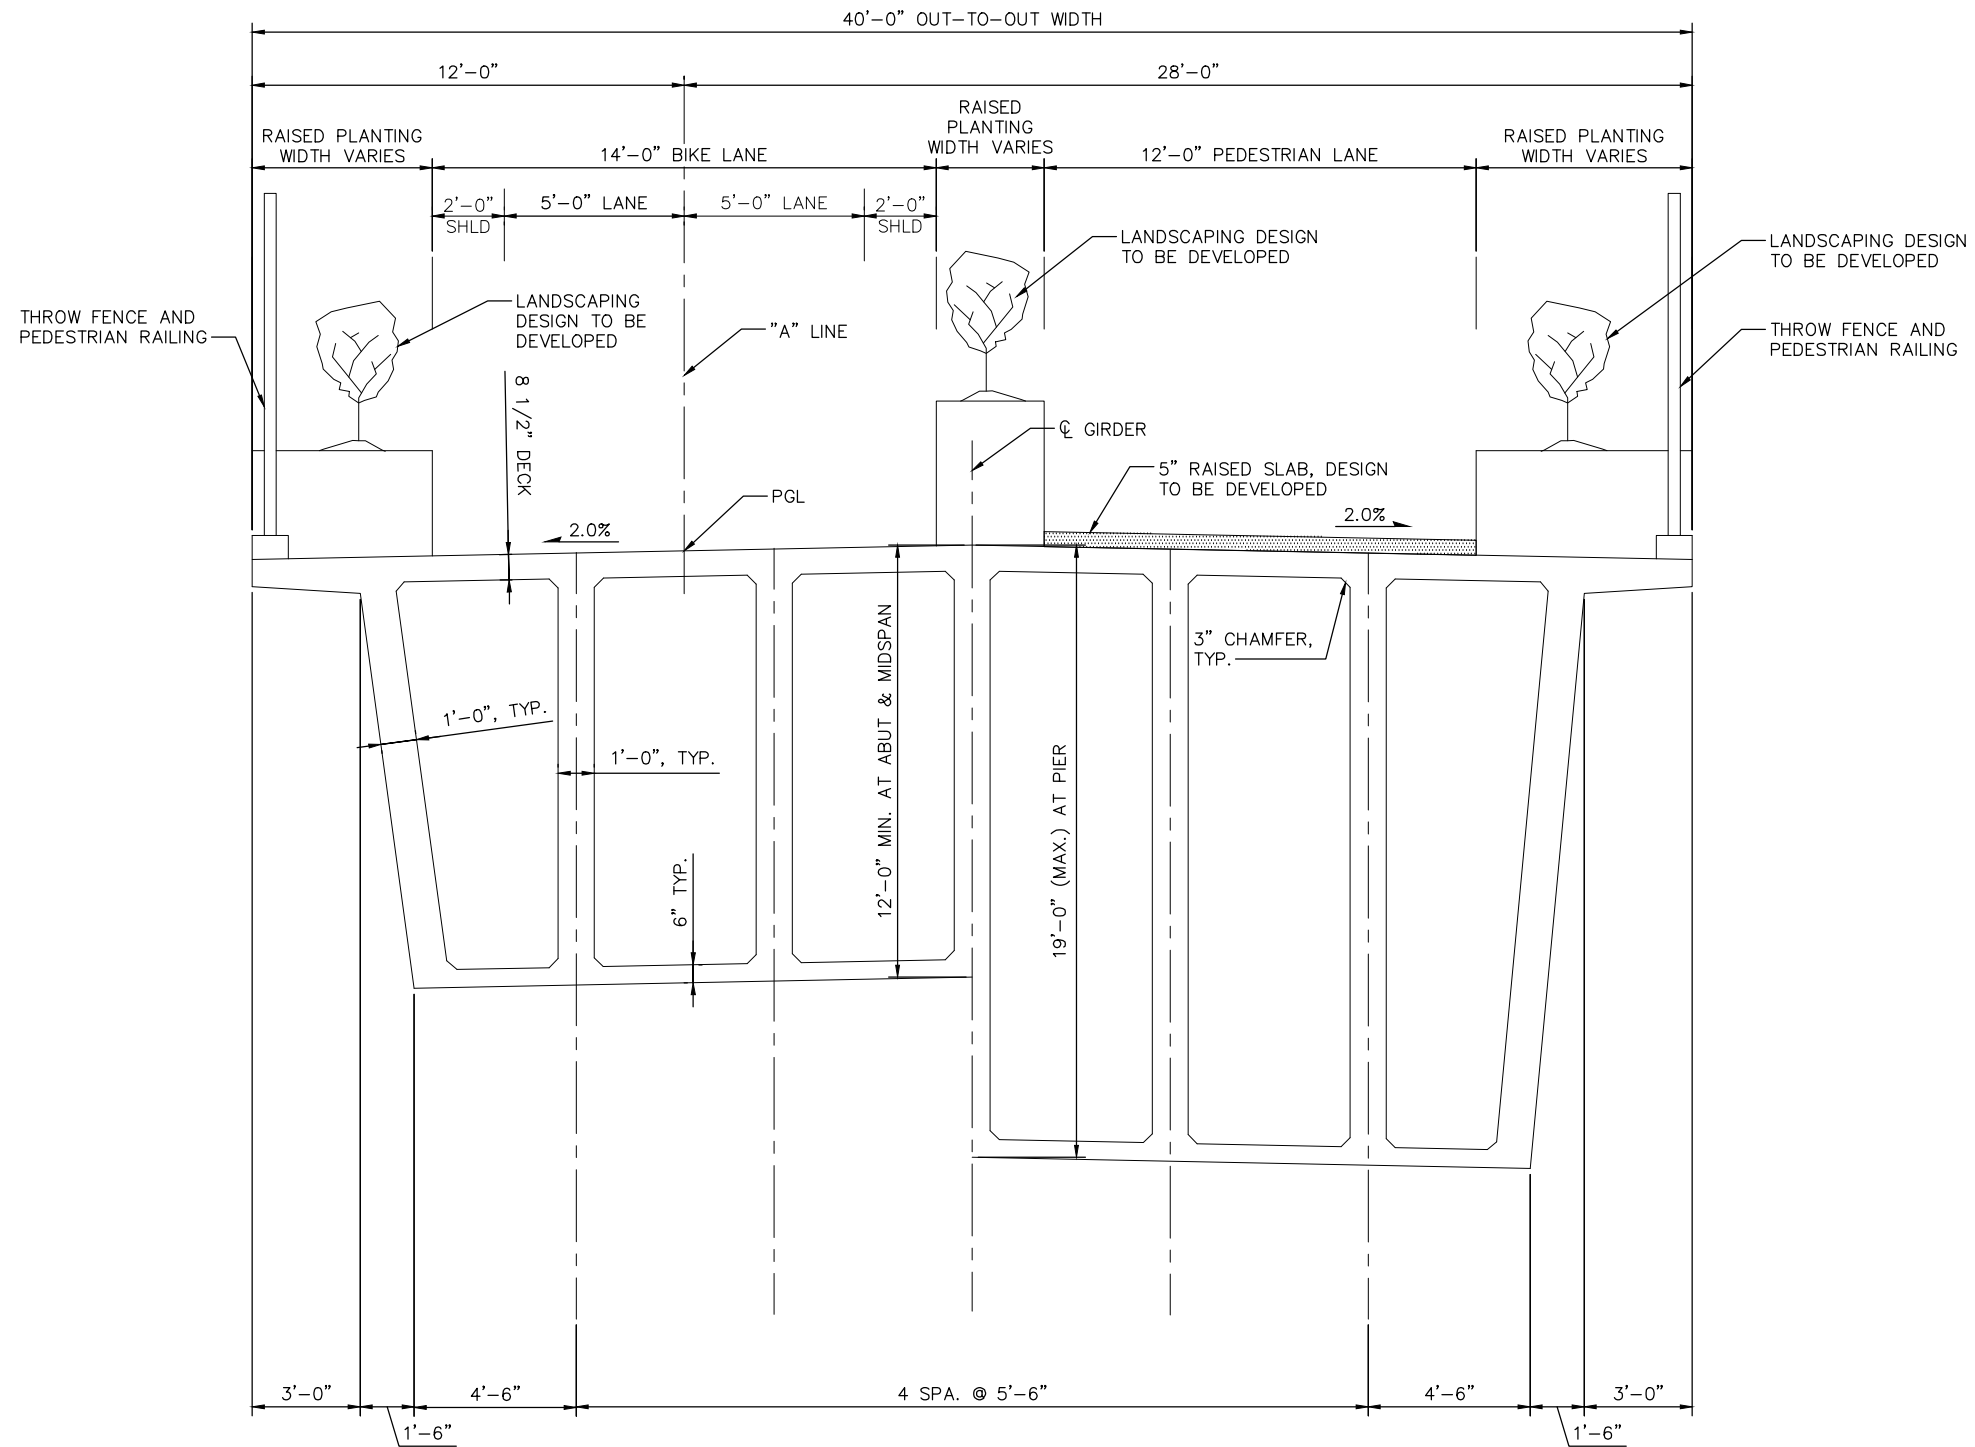 40'-0" OUT-TO-OUT WIDTH
12'-0"
28'-0"
RAISED PLANTING
WIDTH VARIES
14'-0" BIKE LANE
RAISED
PLANTING
WIDTH VARIES
12'-0" PEDESTRIAN LANE
RAISED PLANTING
WIDTH VARIES
2'-0"
SHLD
5'-0" LANE
5'-0" LANE
2'-0"
SHLD
LANDSCAPING DESIGN
TO BE DEVELOPED
LANDSCAPING DESIGN
TO BE DEVELOPED
THROW FENCE AND
PEDESTRIAN RAILING
LANDSCAPING
DESIGN TO BE
DEVELOPED
"A" LINE
THROW FENCE AND
PEDESTRIAN RAILING
8 1/2" DECK
℄ GIRDER
5" RAISED SLAB, DESIGN
TO BE DEVELOPED
PGL
2.0%
2.0%
3" CHAMFER,
TYP.
1'-0", TYP.
1'-0", TYP.
6" TYP.
12'-0" MIN. AT ABUT & MIDSPAN
19'-0" (MAX.) AT PIER
3'-0"
1'-6"
4'-6"
4 SPA. @ 5'-6"
4'-6"
1'-6"
3'-0"